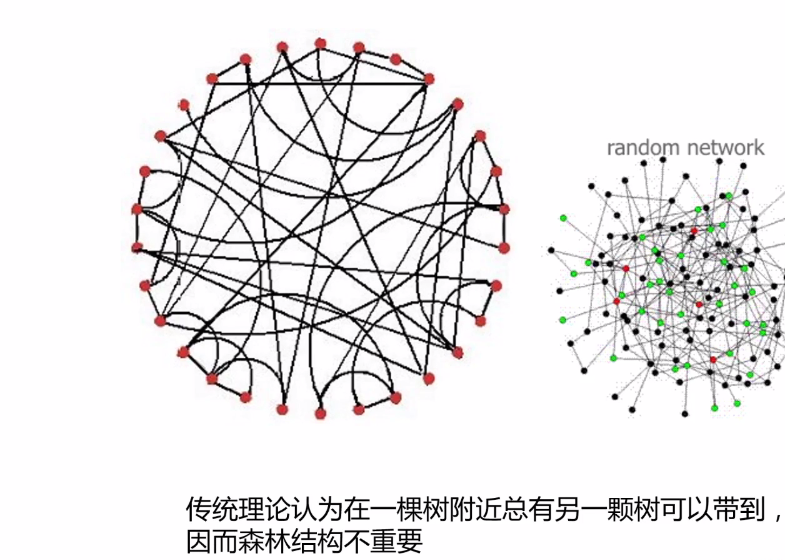 random network
传统理论认为在一棵树附近总有另一颗树可以带到，
因而森林结构不重要